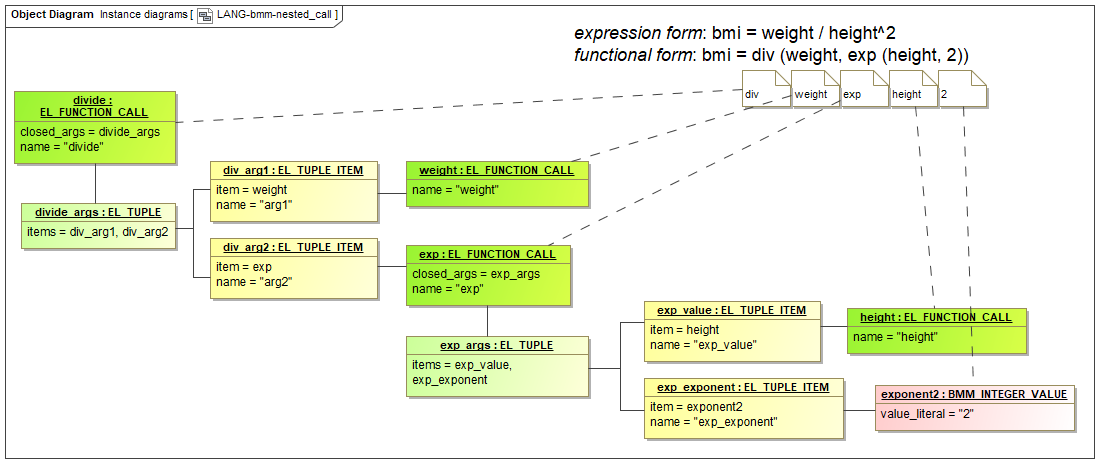 Object Diagram Instance diagrams [ LANG-bmm-nested_call ]
expression form: bmi = weight / height^2
functional form: bmi = div (weight, exp (height, 2))
div
weight
exp
height
2
divide :
EL_FUNCTION_CALL
closed_args = divide_args
name = "divide"
div_arg1 : EL_TUPLE_ITEM
item = weight
name = "arg1"
weight : EL_FUNCTION_CALL
name = "weight"
divide_args : EL_TUPLE
items = div_arg1, div_arg2
div_arg2 : EL_TUPLE_ITEM
item = exp
name = "arg2"
exp : EL_FUNCTION_CALL
closed_args = exp_args
name = "exp"
exp_value : EL_TUPLE_ITEM
item = height
name = "exp_value"
height : EL_FUNCTION_CALL
name = "height"
exp_args : EL_TUPLE
items = exp_value,
exp_exponent
exp_exponent : EL_TUPLE_ITEM
item = exponent2
name = "exp_exponent"
exponent2 : BMM_INTEGER_VALUE
value_literal = "2"